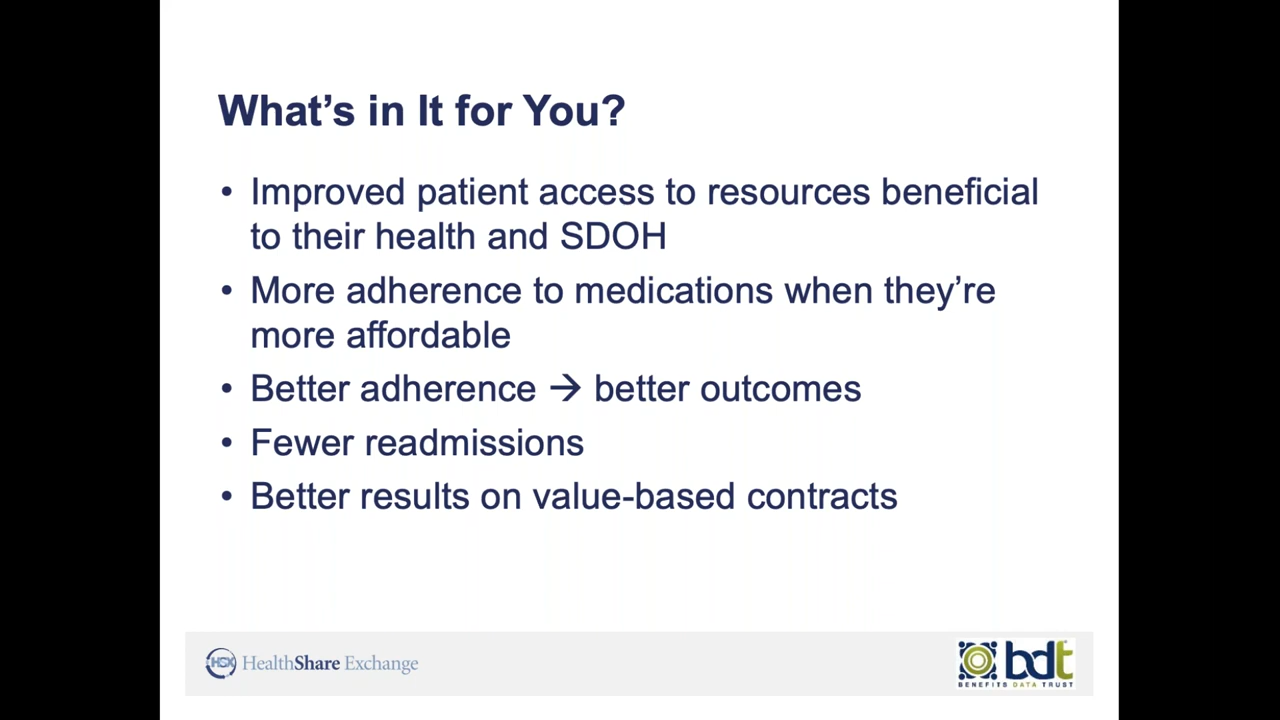 What’s in It for You?
• Improved patient access to resources beneficial
to their health and SDOH
• More adherence to medications when they’re
more affordable
• Better adherence → better outcomes
• Fewer readmissions
• Better results on value-based contracts
HSX HealthShare Exchange
bdt
BENEFITS DATA TRUST